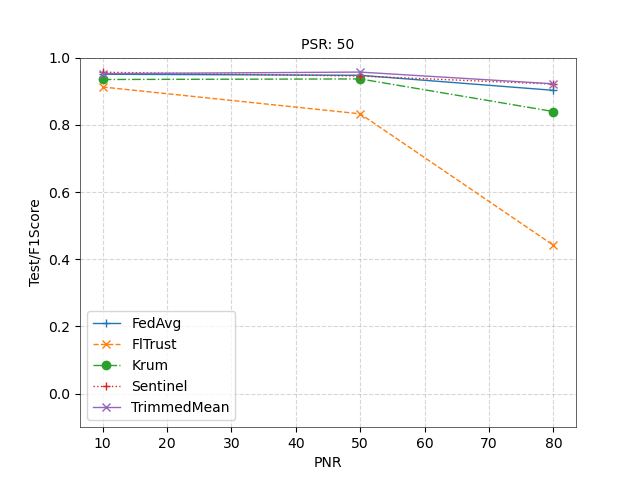 PSR: 50
1.0
0.8
0.6
0.4
0.2
0.0
Test/F1Score
FedAvg
FlTrust
Krum
Sentinel
TrimmedMean
10 20 30 40 50 60 70 80
PNR